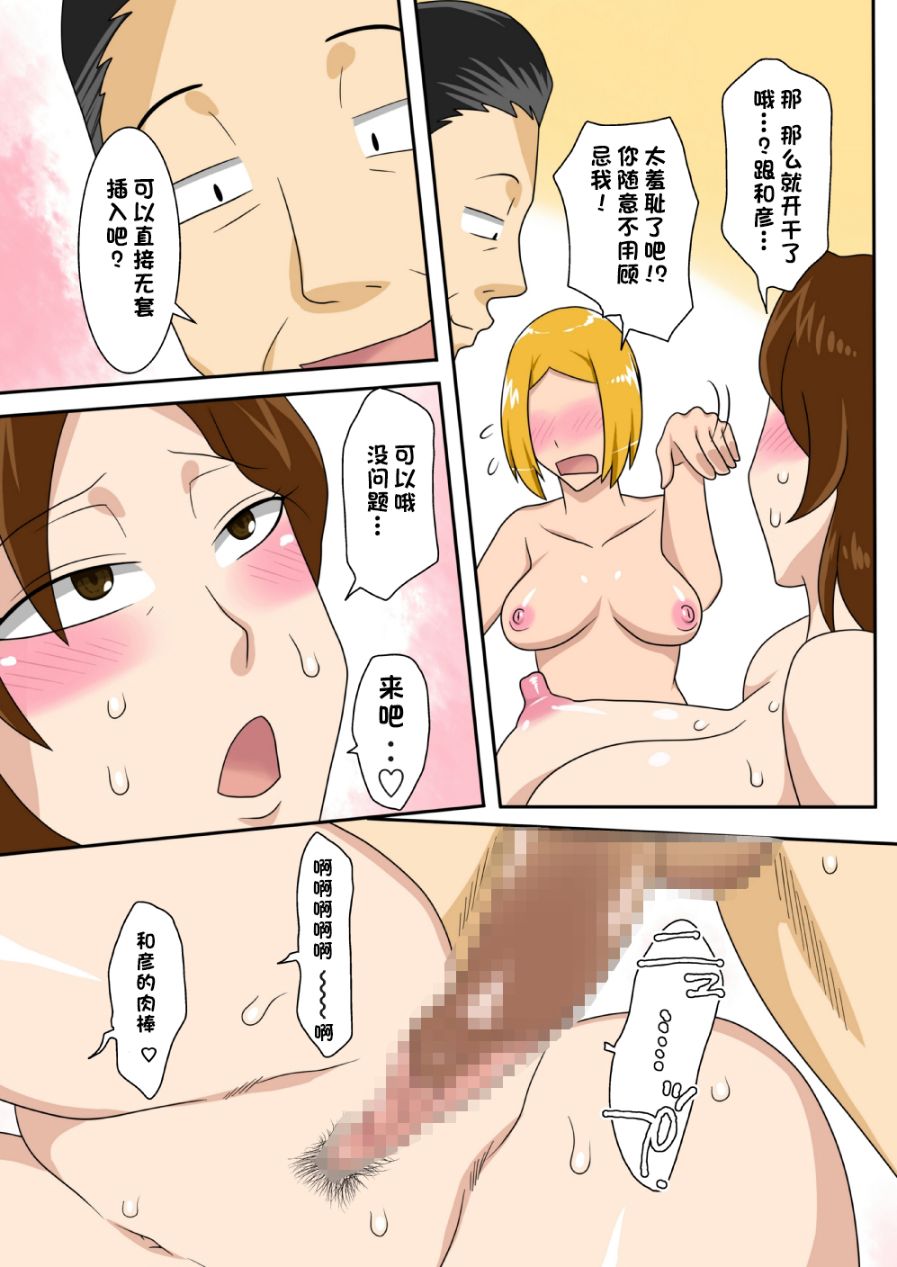 那 那么就开干了
哦…？跟和彦…
太羞耻了吧！？
你随意不用顾
忌我！
可以直接无套
插入吧？
可以哦
没问题…
来吧…♡
啊啊啊啊啊～～～啊
和彦的肉棒♡